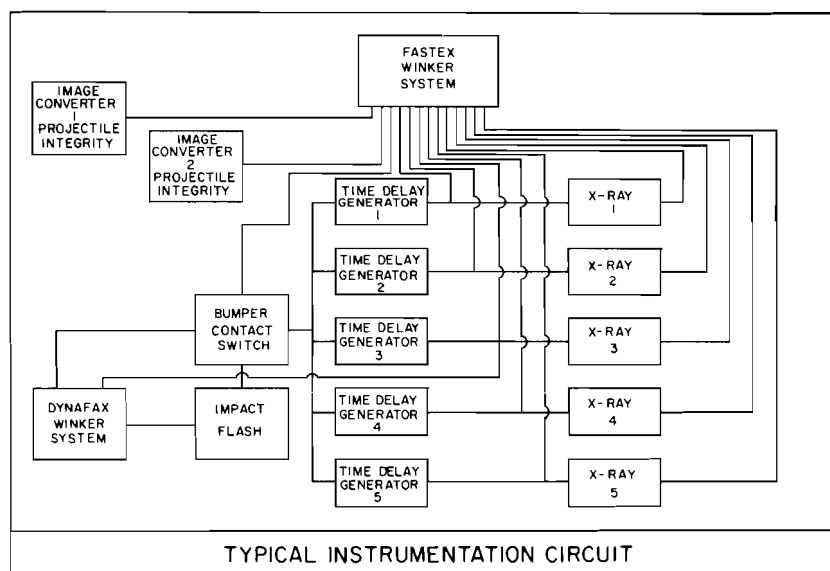 FASTEX
WINKER
SYSTEM
IMAGE
CONVERTER
1
PROJECTILE
INTEGRITY
IMAGE
CONVERTER
2
PROJECTILE
INTEGRITY
TIME DELAY
GENERATOR
1
X-RAY
1
TIME DELAY
GENERATOR
2
X-RAY
2
BUMPER
CONTACT
SWITCH
TIME DELAY
GENERATOR
3
X-RAY
3
DYNAFAX
WINKER
SYSTEM
IMPACT
FLASH
TIME DELAY
GENERATOR
4
X-RAY
4
TIME DELAY
GENERATOR
5
X-RAY
5
TYPICAL INSTRUMENTATION CIRCUIT